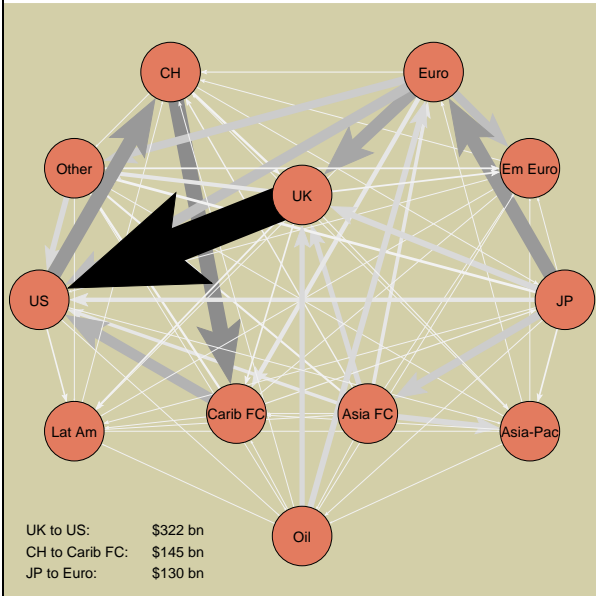 CH
Euro
Other
Em Euro
UK
US
JP
Lat Am
Carib FC
Asia FC
Asia-Pac
Oil
UK to US: $322 bn
CH to Carib FC: $145 bn
JP to Euro: $130 bn